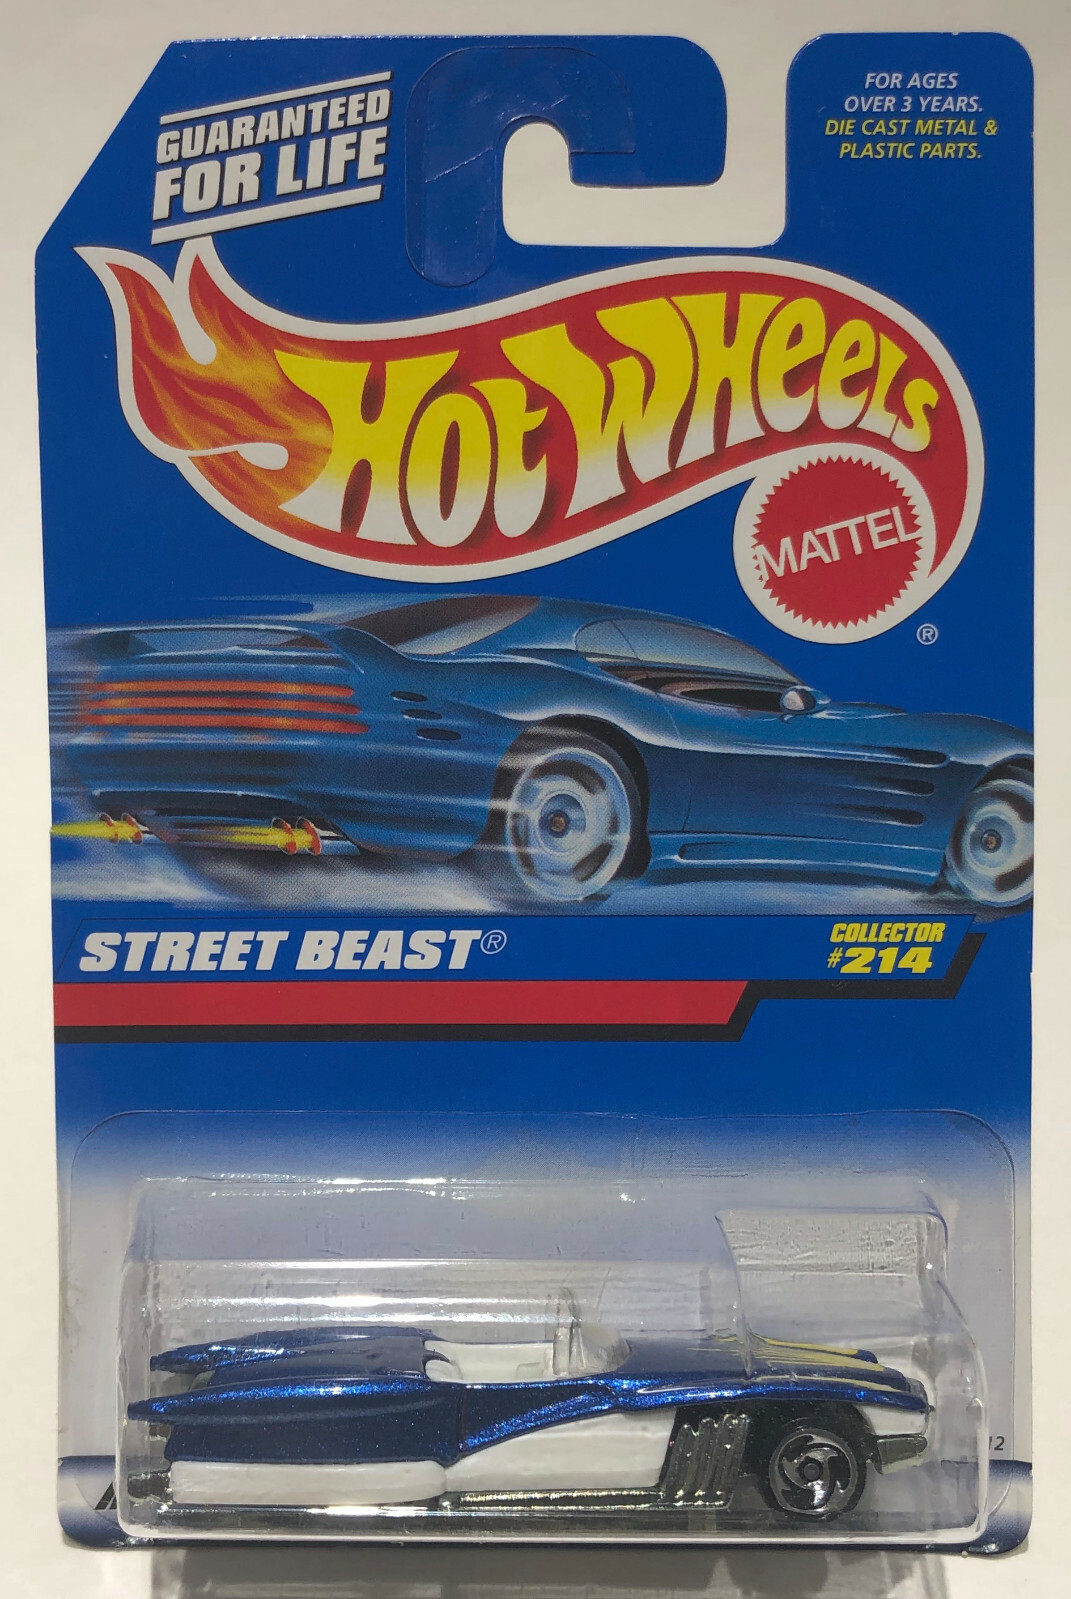 GUARANTEED
FOR LIFE
FOR AGES
OVER 3 YEARS.
DIE CAST METAL &
PLASTIC PARTS.
HOT WHEELS
MATTEL
®
STREET BEAST®
COLLECTOR
#214